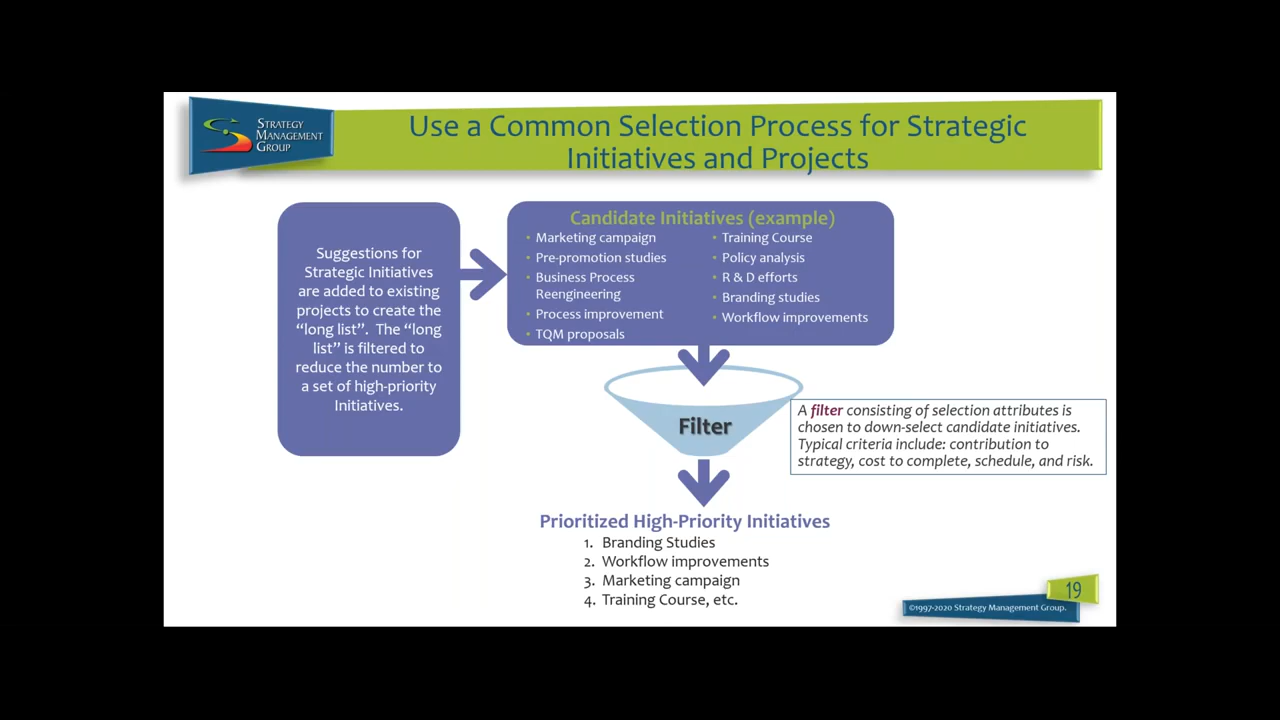 STRATEGY
MANAGEMENT
GROUP
Use a Common Selection Process for Strategic
Initiatives and Projects
Suggestions for
Strategic Initiatives
are added to existing
projects to create the
“long list”. The “long
list” is filtered to
reduce the number to
a set of high-priority
Initiatives.
Candidate Initiatives (example)
• Marketing campaign
• Pre-promotion studies
• Business Process
Reengineering
• Process improvement
• TQM proposals
• Training Course
• Policy analysis
• R & D efforts
• Branding studies
• Workflow improvements
Filter
A filter consisting of selection attributes is
chosen to down-select candidate initiatives.
Typical criteria include: contribution to
strategy, cost to complete, schedule, and risk.
Prioritized High-Priority Initiatives
1. Branding Studies
2. Workflow improvements
3. Marketing campaign
4. Training Course, etc.
19
©1997-2020 Strategy Management Group.